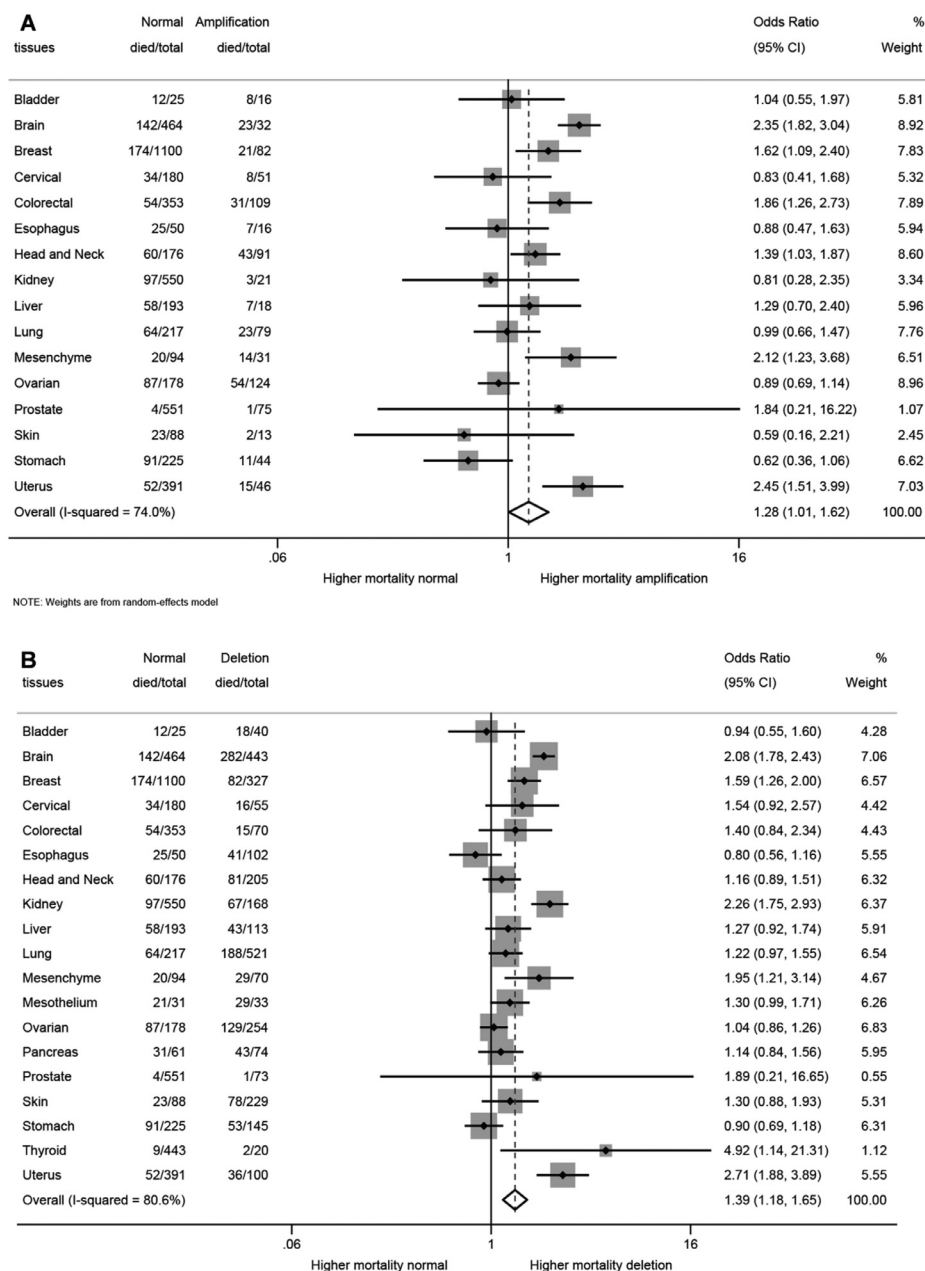 A Normal Amplification Odds Ratio %
tissues died/total died/total (95% CI) Weight
Bladder 12/25 8/16 1.04 (0.55, 1.97) 5.81
Brain 142/464 23/32 2.35 (1.82, 3.04) 8.92
Breast 174/1100 21/82 1.62 (1.09, 2.40) 7.83
Cervical 34/180 8/51 0.83 (0.41, 1.68) 5.32
Colorectal 54/353 31/109 1.86 (1.26, 2.73) 7.89
Esophagus 25/50 7/16 0.88 (0.47, 1.63) 5.94
Head and Neck 60/176 43/91 1.39 (1.03, 1.87) 8.60
Kidney 97/550 3/21 0.81 (0.28, 2.35) 3.34
Liver 58/193 7/18 1.29 (0.70, 2.40) 5.96
Lung 64/217 23/79 0.99 (0.66, 1.47) 7.76
Mesenchyme 20/94 14/31 2.12 (1.23, 3.68) 6.51
Ovarian 87/178 54/124 0.89 (0.69, 1.14) 8.96
Prostate 4/551 1/75 1.84 (0.21, 16.22) 1.07
Skin 23/88 2/13 0.59 (0.16, 2.21) 2.45
Stomach 91/225 11/44 0.62 (0.36, 1.06) 6.62
Uterus 52/391 15/46 2.45 (1.51, 3.99) 7.03
Overall (I-squared = 74.0%) 1.28 (1.01, 1.62) 100.00
.06 1 16
Higher mortality normal Higher mortality amplification
NOTE: Weights are from random-effects model
B Normal Deletion Odds Ratio %
tissues died/total died/total (95% CI) Weight
Bladder 12/25 18/40 0.94 (0.55, 1.60) 4.28
Brain 142/464 282/443 2.08 (1.78, 2.43) 7.06
Breast 174/1100 82/327 1.59 (1.26, 2.00) 6.57
Cervical 34/180 16/55 1.54 (0.92, 2.57) 4.42
Colorectal 54/353 15/70 1.40 (0.84, 2.34) 4.43
Esophagus 25/50 41/102 0.80 (0.56, 1.16) 5.55
Head and Neck 60/176 81/205 1.16 (0.89, 1.51) 6.32
Kidney 97/550 67/168 2.26 (1.75, 2.93) 6.37
Liver 58/193 43/113 1.27 (0.92, 1.74) 5.91
Lung 64/217 188/521 1.22 (0.97, 1.55) 6.54
Mesenchyme 20/94 29/70 1.95 (1.21, 3.14) 4.67
Mesothelium 21/31 29/33 1.30 (0.99, 1.71) 6.26
Ovarian 87/178 129/254 1.04 (0.86, 1.26) 6.83
Pancreas 31/61 43/74 1.14 (0.84, 1.56) 5.95
Prostate 4/551 1/73 1.89 (0.21, 16.65) 0.55
Skin 23/88 78/229 1.30 (0.88, 1.93) 5.31
Stomach 91/225 53/145 0.90 (0.69, 1.18) 6.31
Thyroid 9/443 2/20 4.92 (1.14, 21.31) 1.12
Uterus 52/391 36/100 2.71 (1.88, 3.89) 5.55
Overall (I-squared = 80.6%) 1.39 (1.18, 1.65) 100.00
.06 1 16
Higher mortality normal Higher mortality deletion